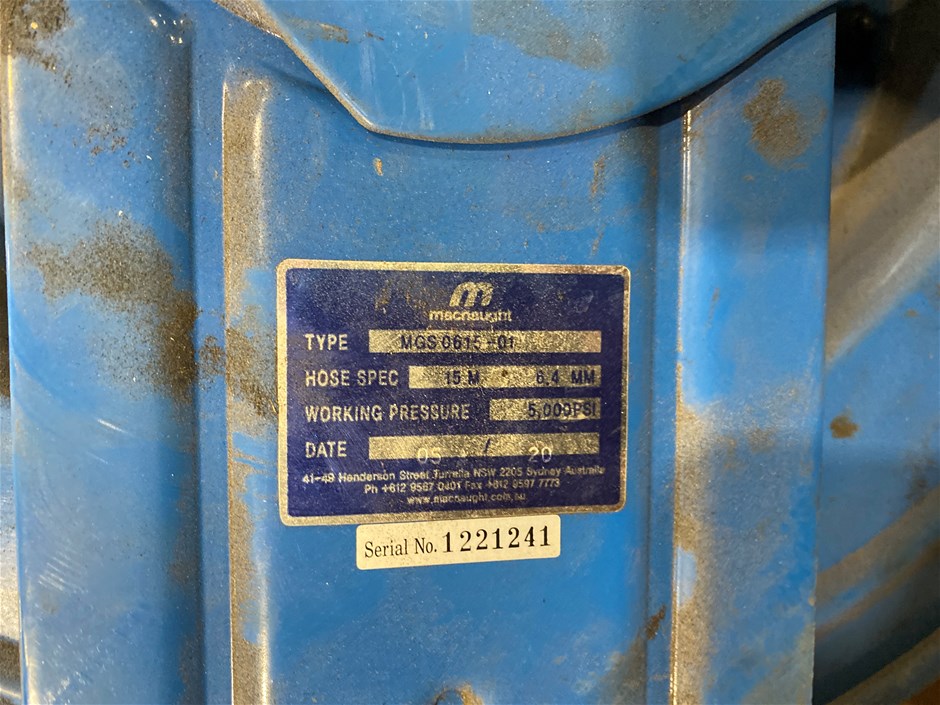 m
macnaught
TYPE MGS 0615-01
HOSE SPEC 15 M * 6.4 MM
WORKING PRESSURE 5,000PSI
DATE 05 / 20
41-49 Henderson Street Turrella NSW 2205 Sydney Australia
Ph +612 9567 0401 Fax +612 9597 7773
www.macnaught.com.au
Serial No. 1221241